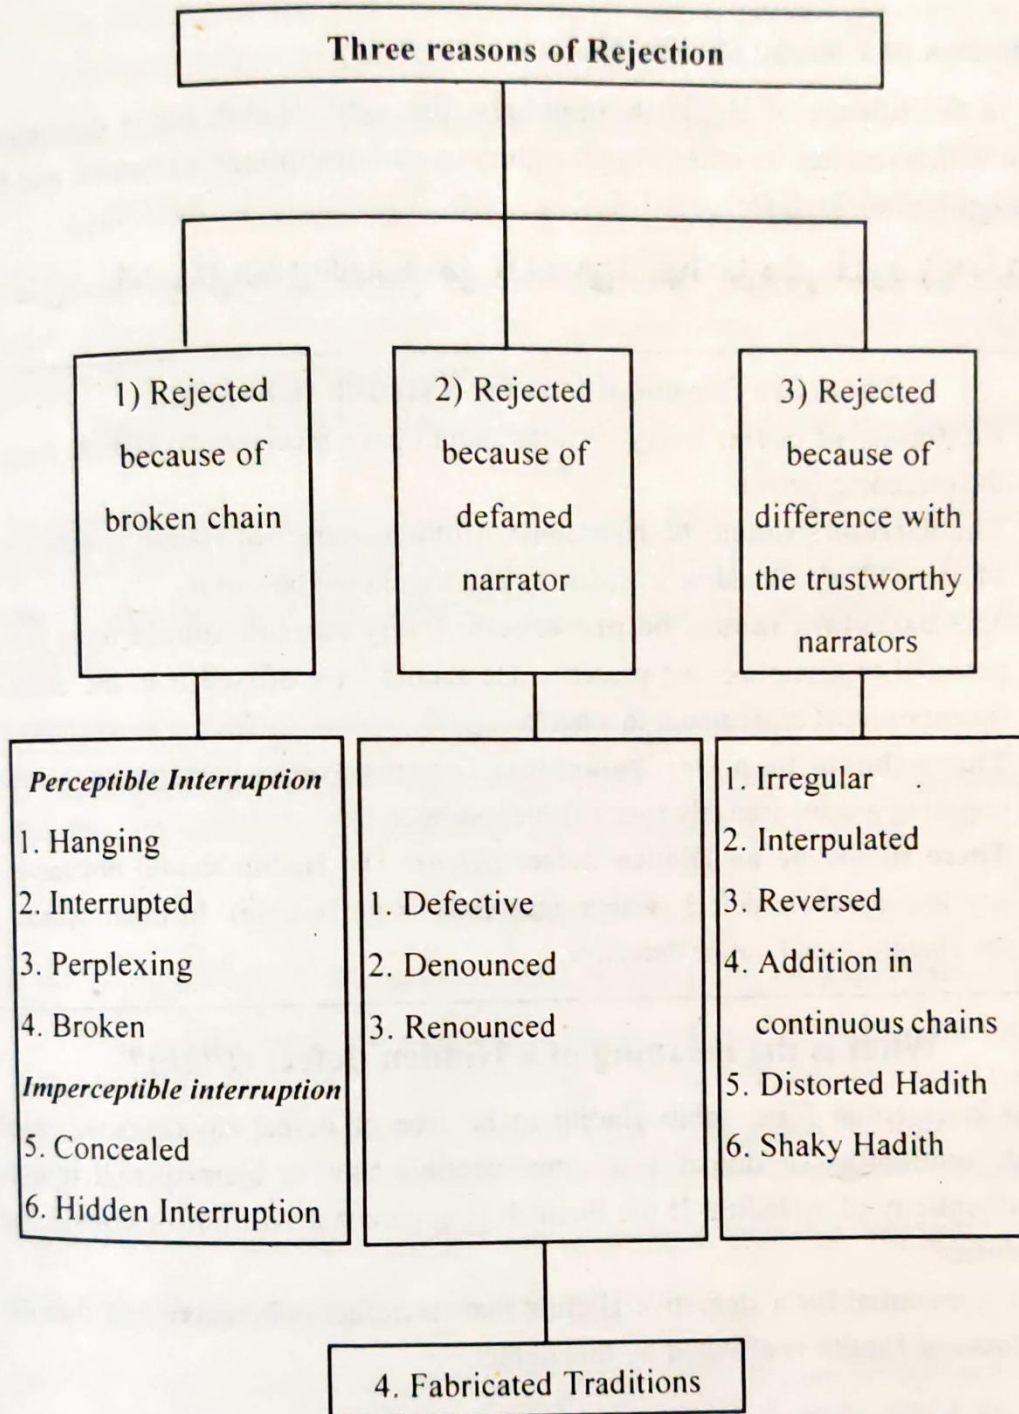 Three reasons of Rejection
1) Rejected
because of
broken chain
2) Rejected
because of
defamed
narrator
3) Rejected
because of
difference with
the trustworthy
narrators
Perceptible Interruption
1. Hanging
2. Interrupted
3. Perplexing
4. Broken
Imperceptible interruption
5. Concealed
6. Hidden Interruption
1. Defective
2. Denounced
3. Renounced
1. Irregular
2. Interpulated
3. Reversed
4. Addition in
continuous chains
5. Distorted Hadith
6. Shaky Hadith
4. Fabricated Traditions